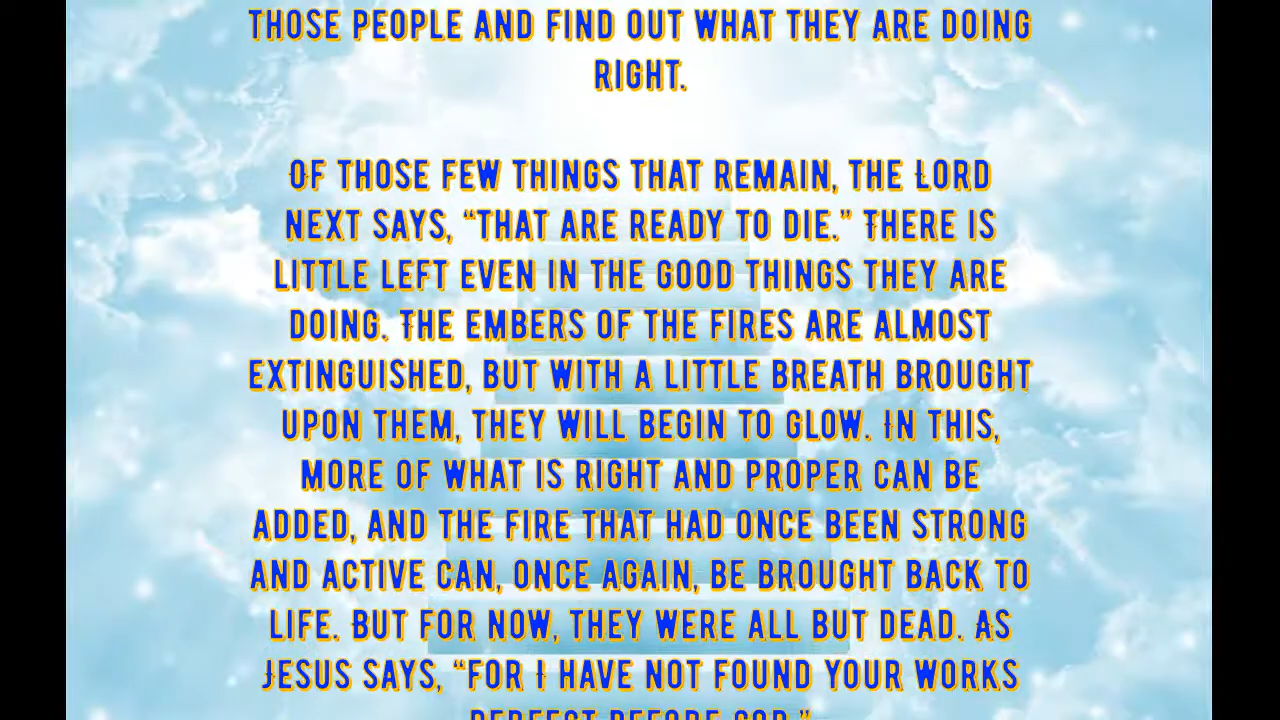 THOSE PEOPLE AND FIND OUT WHAT THEY ARE DOING
RIGHT.
OF THOSE FEW THINGS THAT REMAIN, THE LORD
NEXT SAYS, “THAT ARE READY TO DIE.” THERE IS
LITTLE LEFT EVEN IN THE GOOD THINGS THEY ARE
DOING. THE EMBERS OF THE FIRES ARE ALMOST
EXTINGUISHED, BUT WITH A LITTLE BREATH BROUGHT
UPON THEM, THEY WILL BEGIN TO GLOW. IN THIS,
MORE OF WHAT IS RIGHT AND PROPER CAN BE
ADDED, AND THE FIRE THAT HAD ONCE BEEN STRONG
AND ACTIVE CAN, ONCE AGAIN, BE BROUGHT BACK TO
LIFE. BUT FOR NOW, THEY WERE ALL BUT DEAD. AS
JESUS SAYS, “FOR I HAVE NOT FOUND YOUR WORKS
PERFECT BEFORE GOD.”